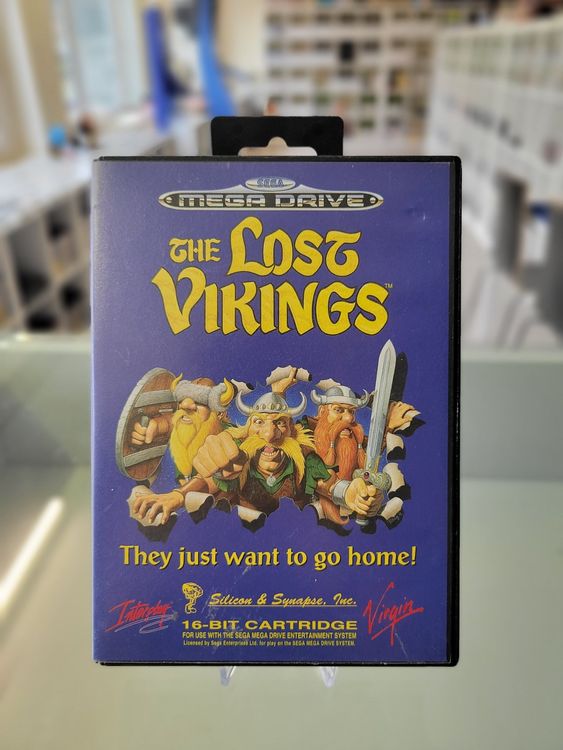 SEGA
MEGA DRIVE
THE LOST
VIKINGS™
They just want to go home!
Interplay
Silicon & Synapse, Inc.
Virgin
16-BIT CARTRIDGE
FOR USE WITH THE SEGA MEGA DRIVE ENTERTAINMENT SYSTEM
Licensed by Sega Enterprises Ltd. for play on the SEGA MEGA DRIVE SYSTEM.